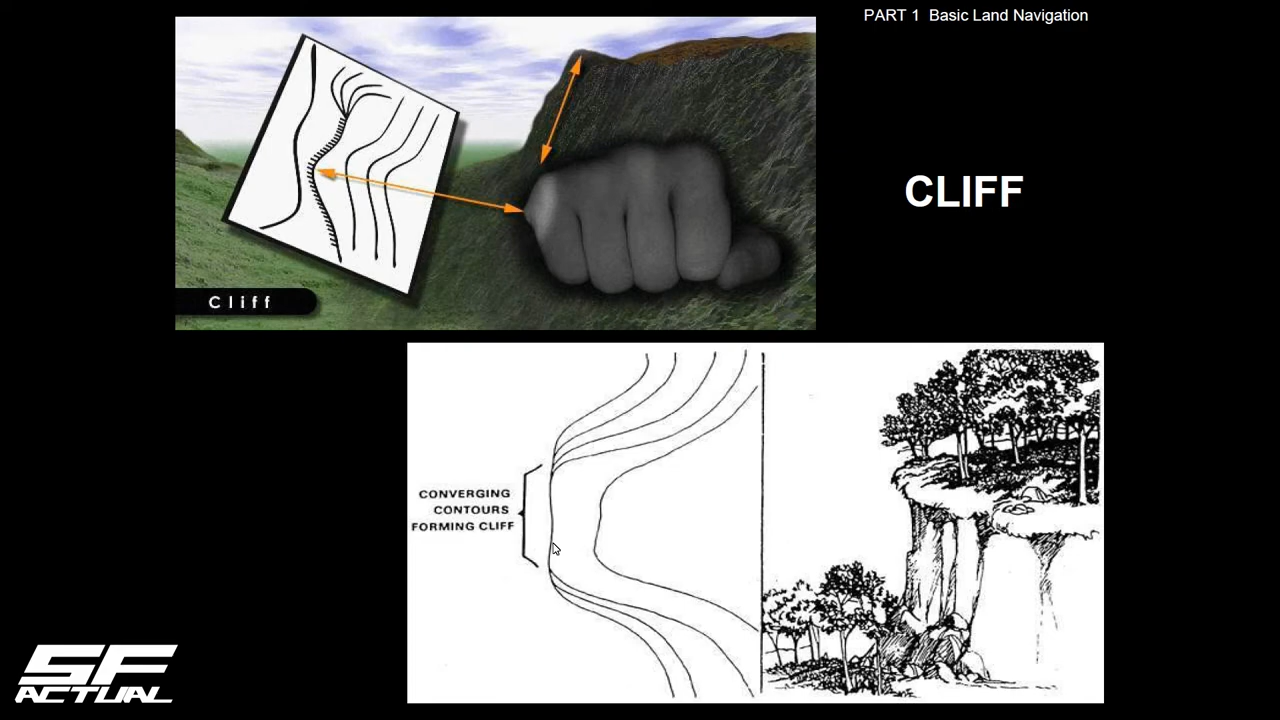 PART 1 Basic Land Navigation
CLIFF
Cliff
CONVERGING
CONTOURS
FORMING CLIFF
SF
ACTUAL